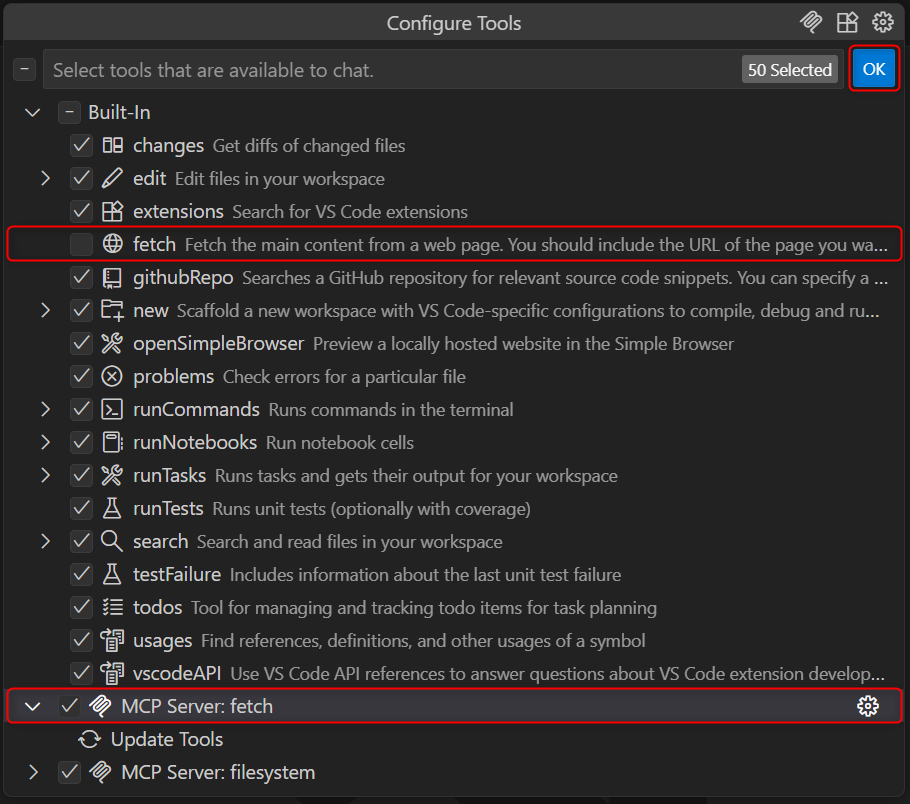 Configure Tools
Select tools that are available to chat. 50 Selected OK
Built-In
changes Get diffs of changed files
edit Edit files in your workspace
extensions Search for VS Code extensions
fetch Fetch the main content from a web page. You should include the URL of the page you wa...
githubRepo Searches a GitHub repository for relevant source code snippets. You can specify a ...
new Scaffold a new workspace with VS Code-specific configurations to compile, debug and ru...
openSimpleBrowser Preview a locally hosted website in the Simple Browser
problems Check errors for a particular file
runCommands Runs commands in the terminal
runNotebooks Run notebook cells
runTasks Runs tasks and gets their output for your workspace
runTests Runs unit tests (optionally with coverage)
search Search and read files in your workspace
testFailure Includes information about the last unit test failure
todos Tool for managing and tracking todo items for task planning
usages Find references, definitions, and other usages of a symbol
vscodeAPI Use VS Code API references to answer questions about VS Code extension develop...
MCP Server: fetch
Update Tools
MCP Server: filesystem